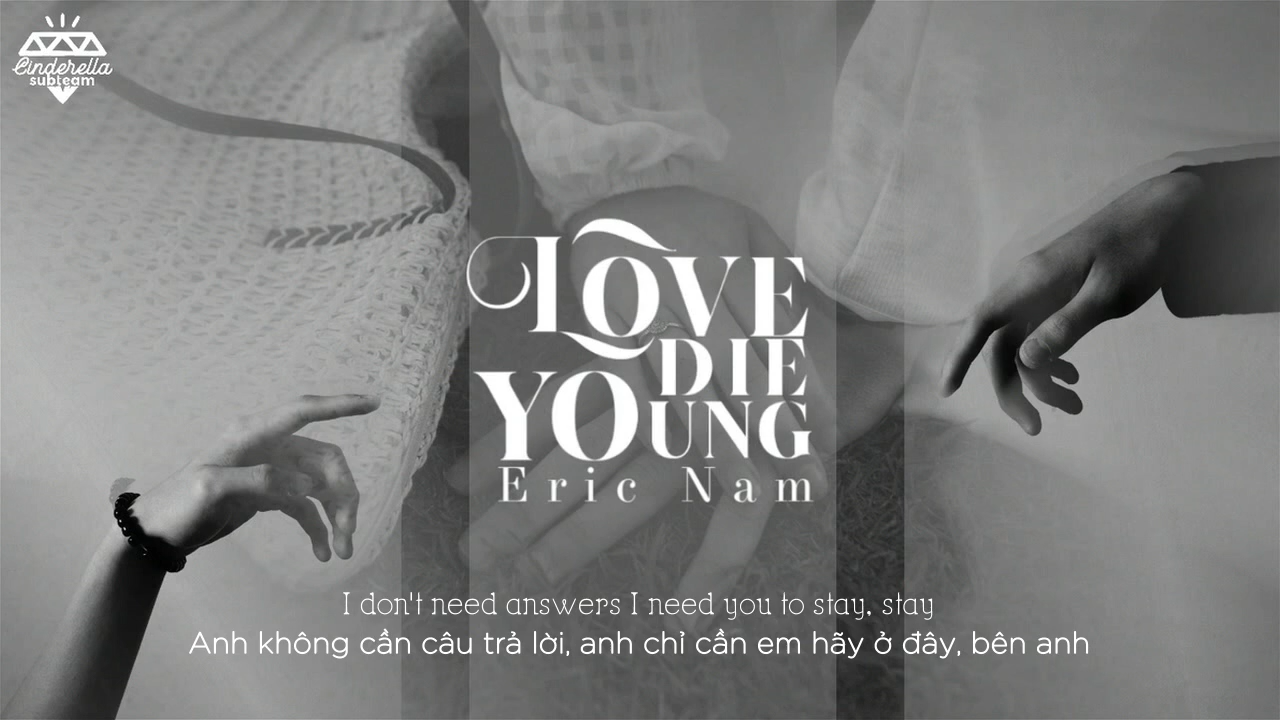 Cinderella
subteam
LOVE
DIE
YOUNG
Eric Nam
I don't need answers I need you to stay, stay
Anh không cần câu trả lời, anh chỉ cần em hãy ở đây, bên anh